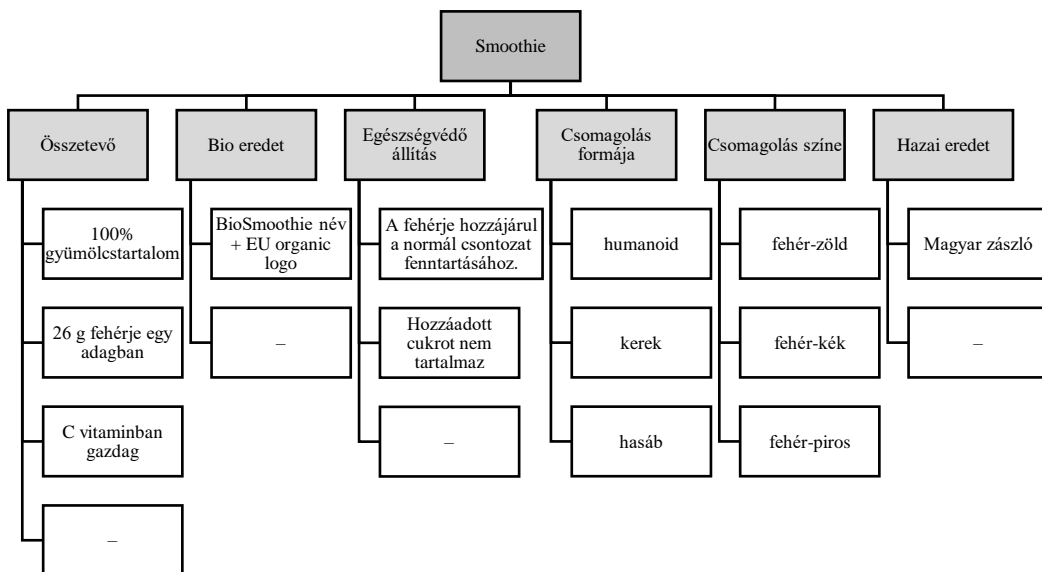 Smoothie
Összetevő
Bio eredet
Egészségvédő
állítás
Csomagolás
formája
Csomagolás színe
Hazai eredet
100%
gyümölcstartalom
26 g fehérje egy
adagban
C vitaminban
gazdag
–
BioSmoothie név
+ EU organic
logo
–
A fehérje hozzájárul
a normál csontozat
fenntartásához.
Hozzáadott
cukrot nem
tartalmaz
–
humanoid
kerek
hasáb
fehér-zöld
fehér-kék
fehér-piros
Magyar zászló
–